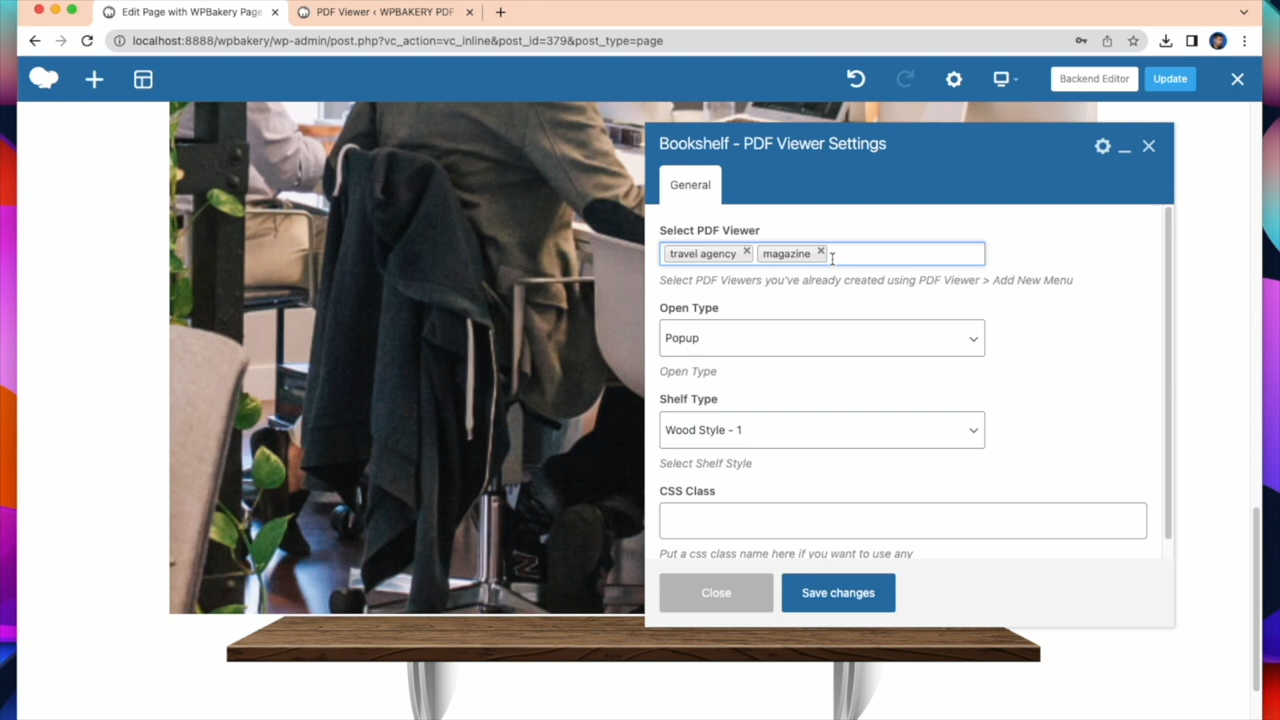 Edit Page with WPBakery Page
PDF Viewer ‹ WPBAKERY PDF
localhost:8888/wpbakery/wp-admin/post.php?vc_action=vc_inline&post_id=379&post_type=page
Backend Editor
Update
Bookshelf - PDF Viewer Settings
General
Select PDF Viewer
travel agency
magazine
Select PDF Viewers you've already created using PDF Viewer > Add New Menu
Open Type
Popup
Open Type
Shelf Type
Wood Style - 1
Select Shelf Style
CSS Class
Put a css class name here if you want to use any
Close
Save changes